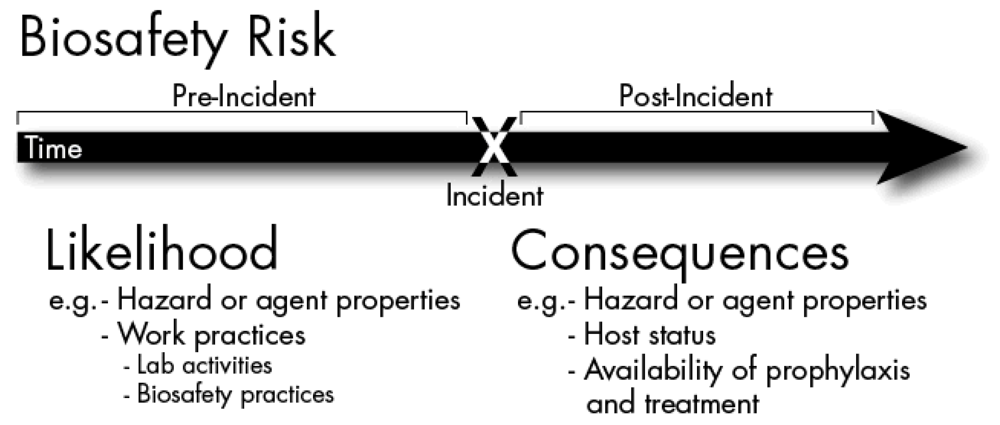 Biosafety Risk
Pre-Incident
Post-Incident
Time
X
Incident
Likelihood
e.g. - Hazard or agent properties
- Work practices
- Lab activities
- Biosafety practices
Consequences
e.g.- Hazard or agent properties
- Host status
- Availability of prophylaxis
and treatment